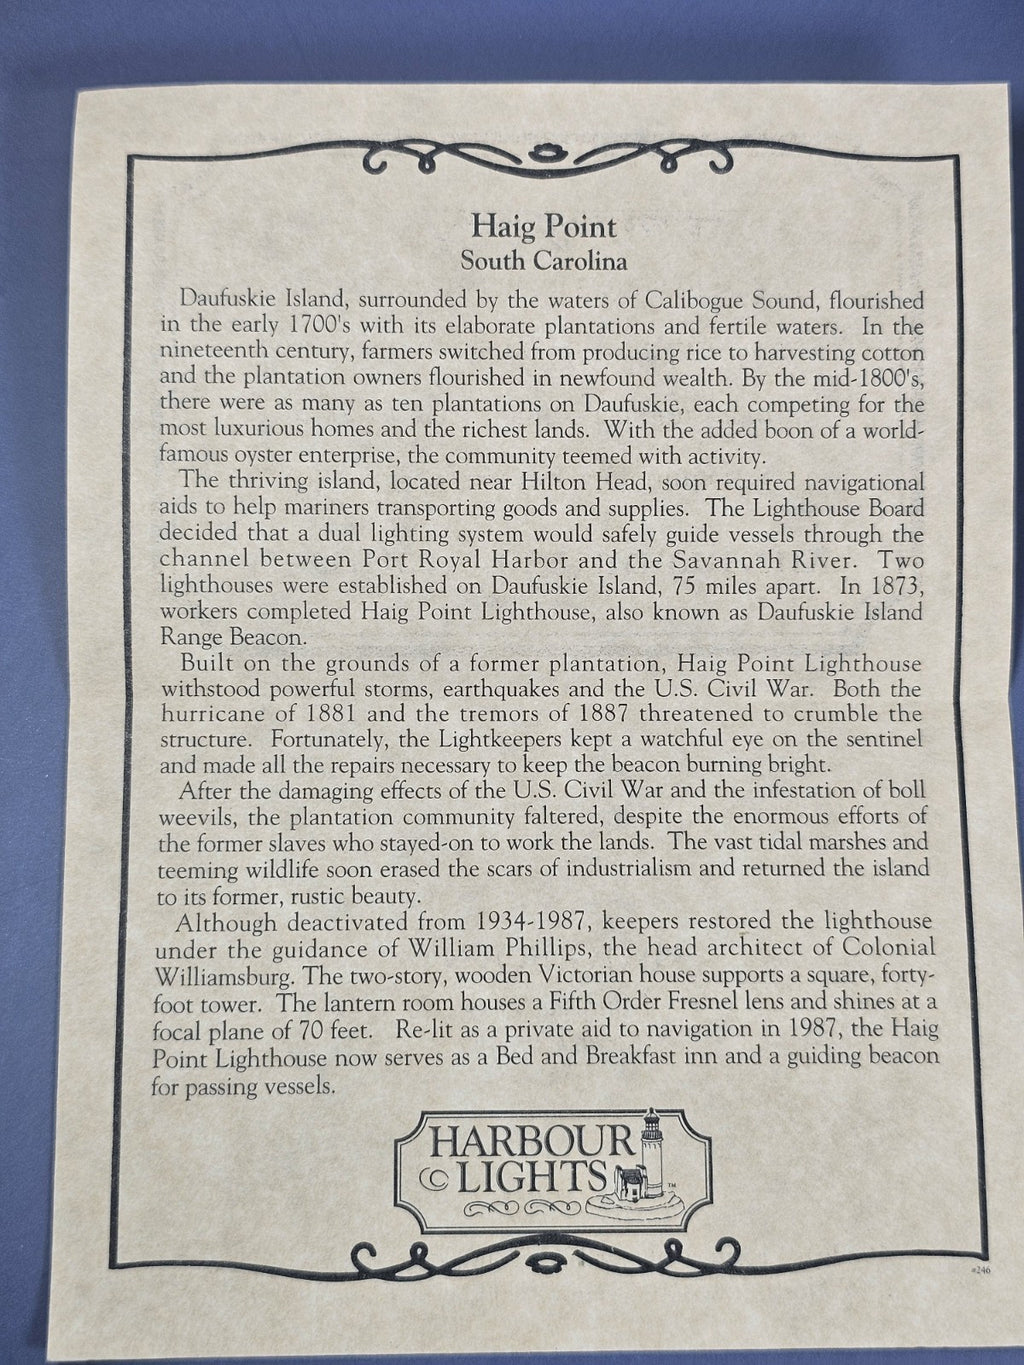 Haig Point
South Carolina
Daufuskie Island, surrounded by the waters of Calibogue Sound, flourished
in the early 1700's with its elaborate plantations and fertile waters. In the
nineteenth century, farmers switched from producing rice to harvesting cotton
and the plantation owners flourished in newfound wealth. By the mid-1800's,
there were as many as ten plantations on Daufuskie, each competing for the
most luxurious homes and the richest lands. With the added boon of a world-
famous oyster enterprise, the community teemed with activity.
The thriving island, located near Hilton Head, soon required navigational
aids to help mariners transporting goods and supplies. The Lighthouse Board
decided that a dual lighting system would safely guide vessels through the
channel between Port Royal Harbor and the Savannah River. Two
lighthouses were established on Daufuskie Island, 75 miles apart. In 1873,
workers completed Haig Point Lighthouse, also known as Daufuskie Island
Range Beacon.
Built on the grounds of a former plantation, Haig Point Lighthouse
withstood powerful storms, earthquakes and the U.S. Civil War. Both the
hurricane of 1881 and the tremors of 1887 threatened to crumble the
structure. Fortunately, the Lightkeepers kept a watchful eye on the sentinel
and made all the repairs necessary to keep the beacon burning bright.
After the damaging effects of the U.S. Civil War and the infestation of boll
weevils, the plantation community faltered, despite the enormous efforts of
the former slaves who stayed-on to work the lands. The vast tidal marshes and
teeming wildlife soon erased the scars of industrialism and returned the island
to its former, rustic beauty.
Although deactivated from 1934-1987, keepers restored the lighthouse
under the guidance of William Phillips, the head architect of Colonial
Williamsburg. The two-story, wooden Victorian house supports a square, forty-
foot tower. The lantern room houses a Fifth Order Fresnel lens and shines at a
focal plane of 70 feet. Re-lit as a private aid to navigation in 1987, the Haig
Point Lighthouse now serves as a Bed and Breakfast inn and a guiding beacon
for passing vessels.
HARBOUR
LIGHTS
™
#246